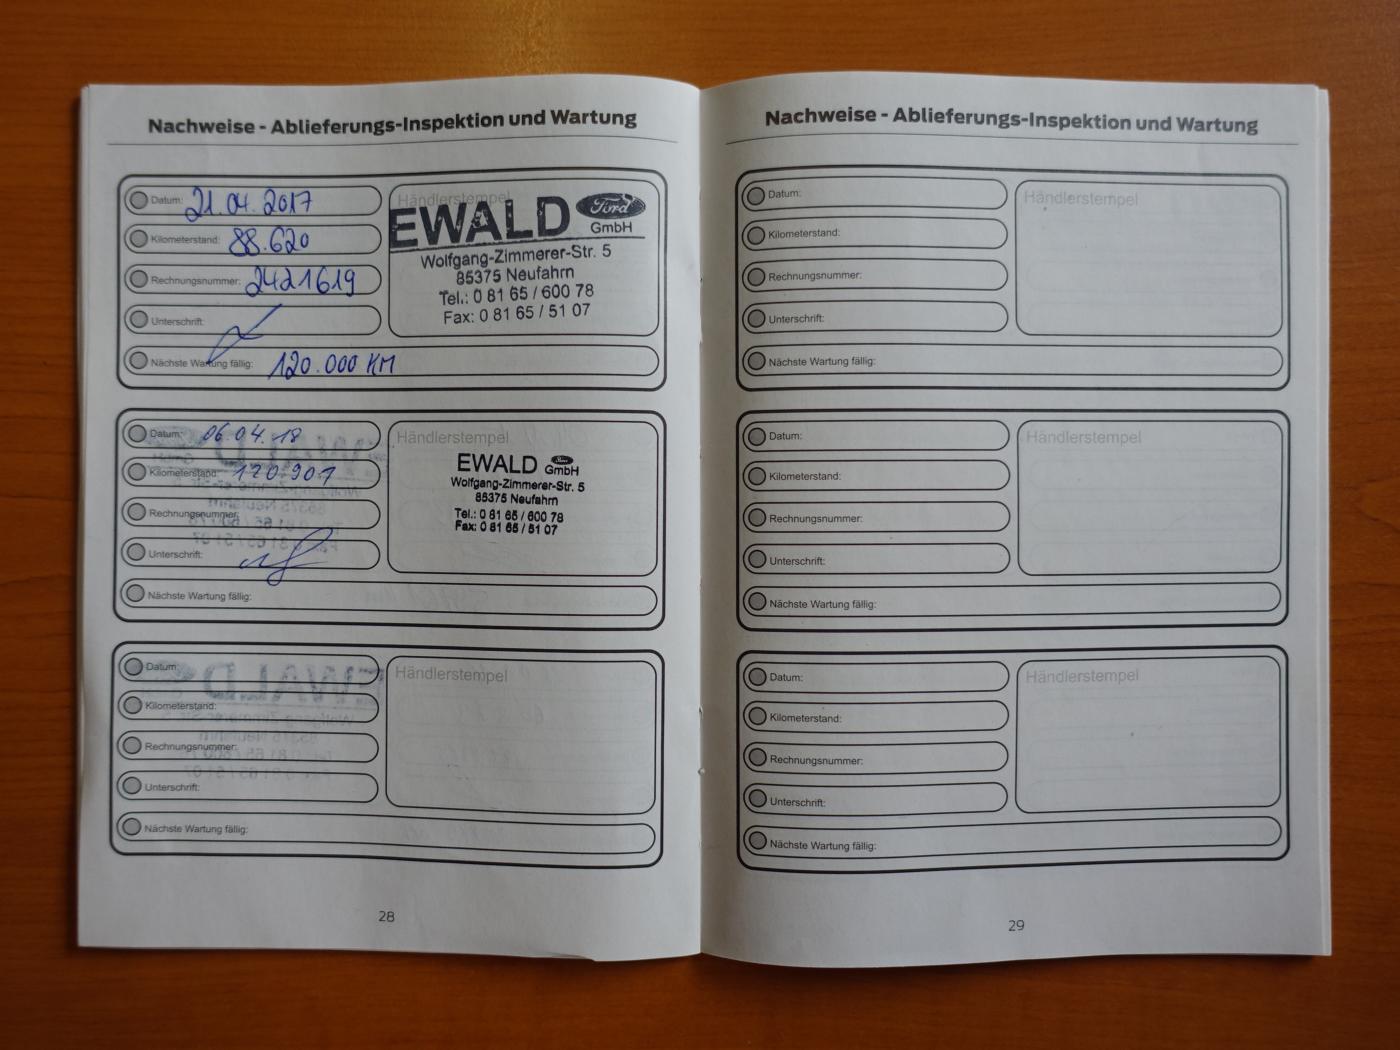 Nachweise - Ablieferungs-Inspektion und Wartung
Datum: 21.04.2017
Kilometerstand: 88.620
Rechnungsnummer: 2421619
Unterschrift:
Nächste Wartung fällig: 120.000 KM
Händlerstempel
EWALD Ford
GmbH
Wolfgang-Zimmerer-Str. 5
85375 Neufahrn
Tel.: 0 81 65 / 600 78
Fax: 0 81 65 / 51 07
Datum: 06.04.18
Kilometerstand: 120.901
Rechnungsnummer:
Unterschrift:
Nächste Wartung fällig:
Händlerstempel
EWALD Ford GmbH
Wolfgang-Zimmerer-Str. 5
85375 Neufahrn
Tel.: 0 81 65 / 600 78
Fax: 0 81 65 / 51 07
Datum:
Kilometerstand:
Rechnungsnummer:
Unterschrift:
Nächste Wartung fällig:
Händlerstempel
28
Nachweise - Ablieferungs-Inspektion und Wartung
Datum:
Kilometerstand:
Rechnungsnummer:
Unterschrift:
Nächste Wartung fällig:
Händlerstempel
Datum:
Kilometerstand:
Rechnungsnummer:
Unterschrift:
Nächste Wartung fällig:
Händlerstempel
Datum:
Kilometerstand:
Rechnungsnummer:
Unterschrift:
Nächste Wartung fällig:
Händlerstempel
29